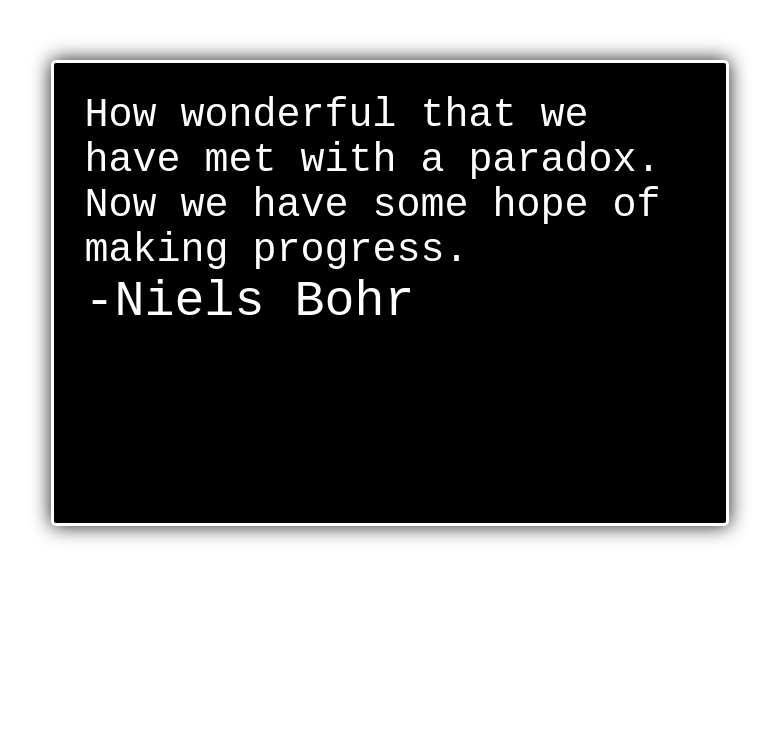 How wonderful that we
have met with a paradox.
Now we have some hope of
making progress.
-Niels Bohr